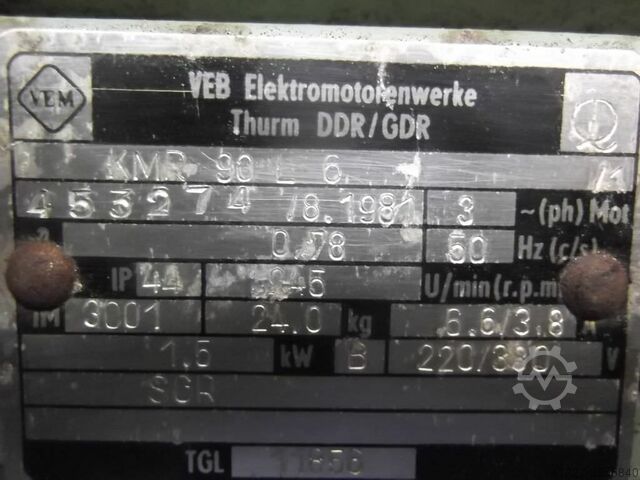 VEM
VEB Elektromotorenwerke
Thurm DDR/GDR
Q
KMR 90 L 6 /1
453274 /8.1981 3 ~(ph) Mot
0.78 50 Hz (c/s)
IP 44 U/min(r.p.m
IM 3001 24.0 kg 6.6/3.8 A
1.5 kW B 220/380 V
SGR
TGL 11856